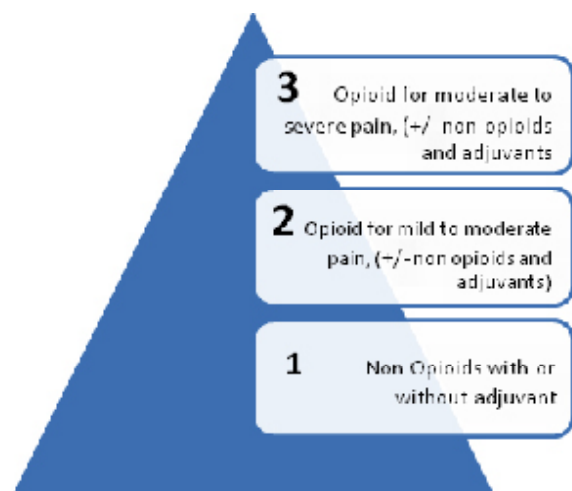 3 Opioid for moderate to
severe pain, (+/- non opioids
and adjuvants
2 Opioid for mild to moderate
pain, (+/-non opioids and
adjuvants)
1 Non Opioids with or
without adjuvant